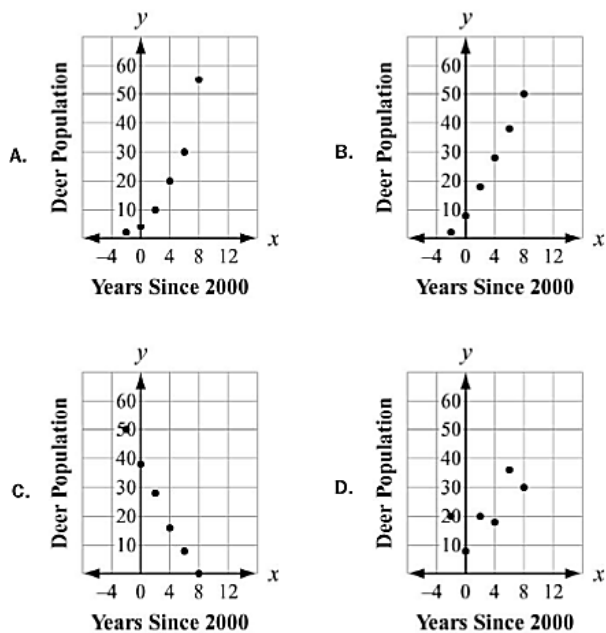 A.
y
Deer Population
60
50
40
30
20
10
-4 0 4 8 12 x
Years Since 2000
B.
y
Deer Population
60
50
40
30
20
10
-4 0 4 8 12 x
Years Since 2000
C.
y
Deer Population
60
50
40
30
20
10
-4 0 4 8 12 x
Years Since 2000
D.
y
Deer Population
60
50
40
30
20
10
-4 0 4 8 12 x
Years Since 2000